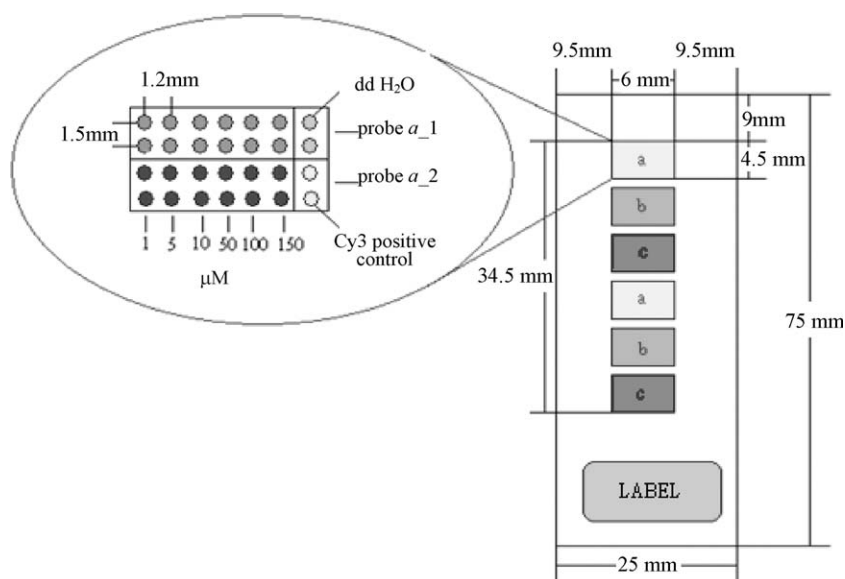 9.5mm 9.5mm
1.2mm
dd H₂O
6 mm
probe a_1
9mm
1.5mm
a
4.5 mm
probe a_2
b
1 5 10 50 100 150
Cy3 positive
control
μM
c
34.5 mm
a
75 mm
b
c
LABEL
25 mm